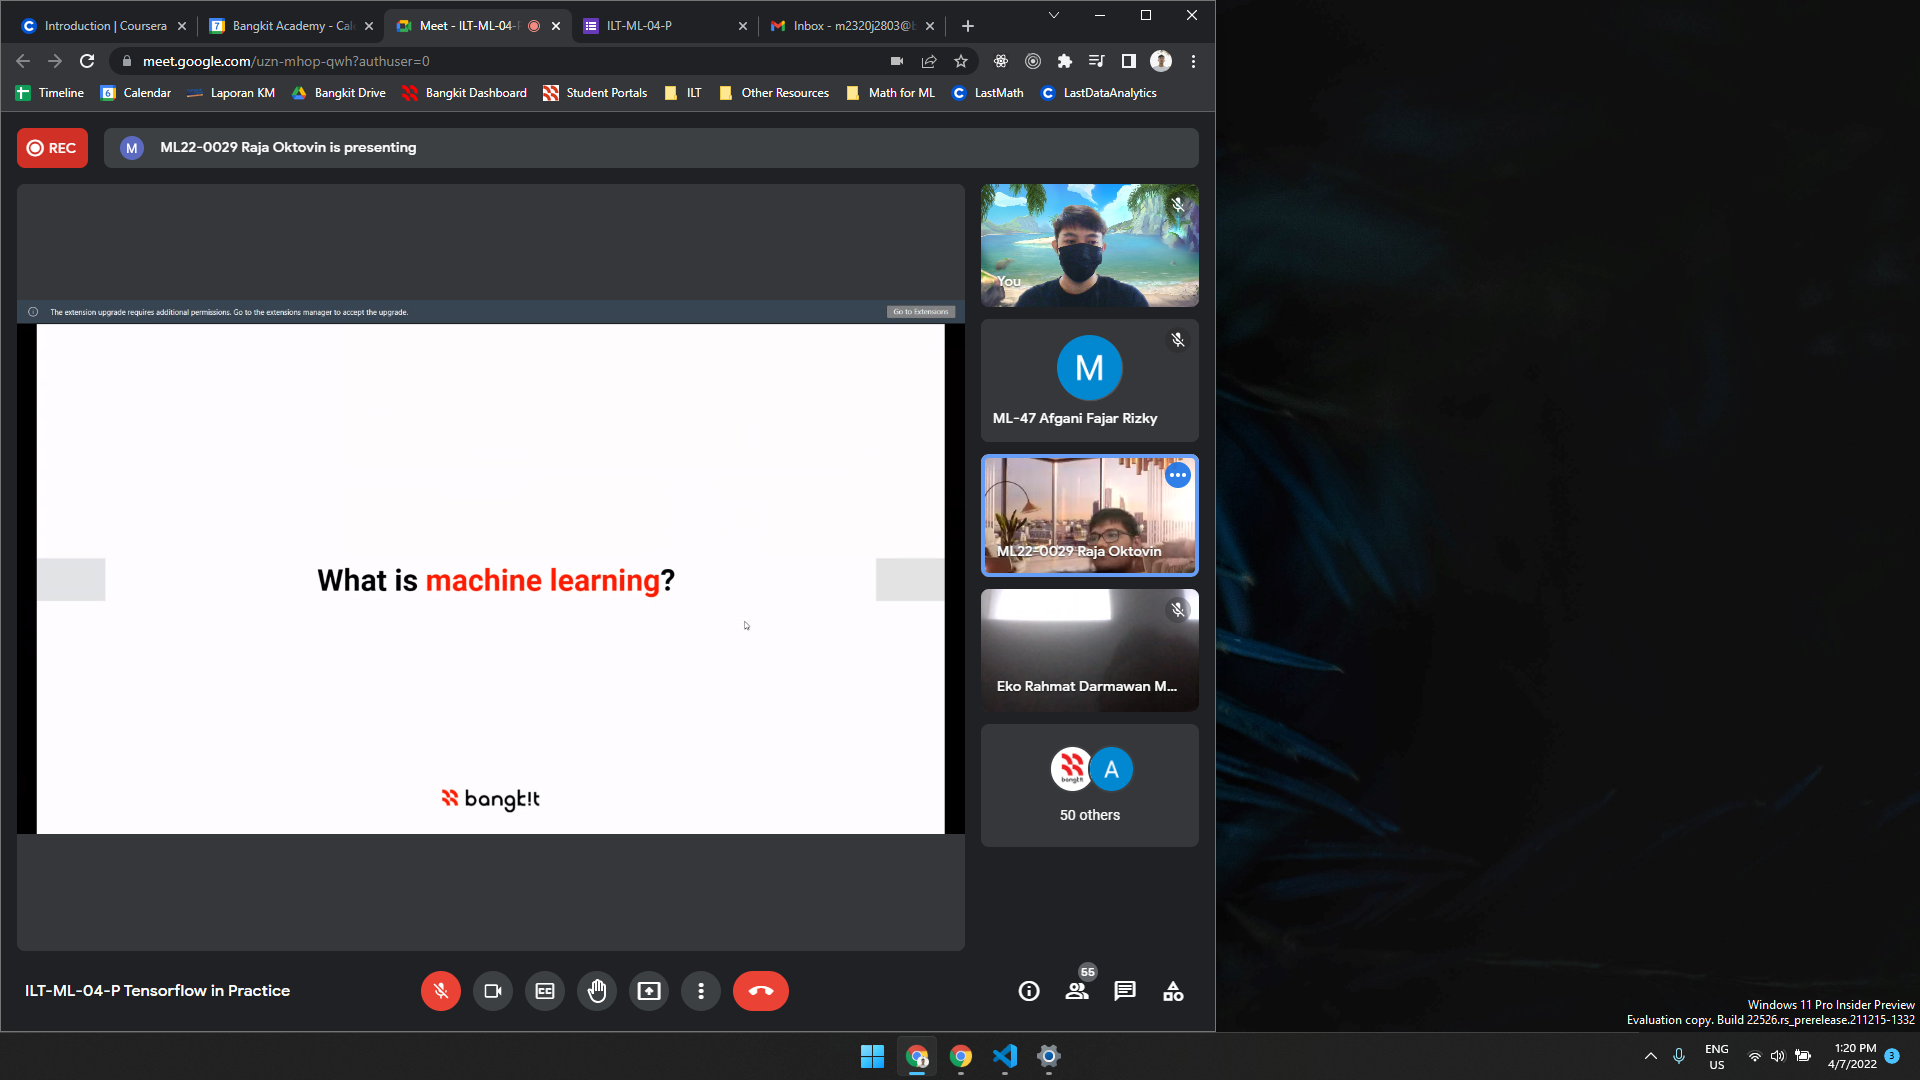 Introduction | Coursera
Bangkit Academy - Cal
Meet - ILT-ML-04-
ILT-ML-04-P
Inbox - m2320j2803@
meet.google.com/uzn-mhop-qwh?authuser=0
Timeline
6 Calendar
Laporan KM
Bangkit Drive
Bangkit Dashboard
Student Portals
ILT
Other Resources
Math for ML
LastMath
LastDataAnalytics
REC
M
ML22-0029 Raja Oktovin is presenting
The extension upgrade requires additional permissions. Go to the extensions manager to accept the upgrade.
Go to Extensions
What is machine learning?
bangk!t
You
M
ML-47 Afgani Fajar Rizky
ML22-0029 Raja Oktovin
Eko Rahmat Darmawan M...
bangk!t
A
50 others
ILT-ML-04-P Tensorflow in Practice
55
Windows 11 Pro Insider Preview
Evaluation copy. Build 22526.rs_prerelease.211215-1332
ENG
US
1:20 PM
4/7/2022
3